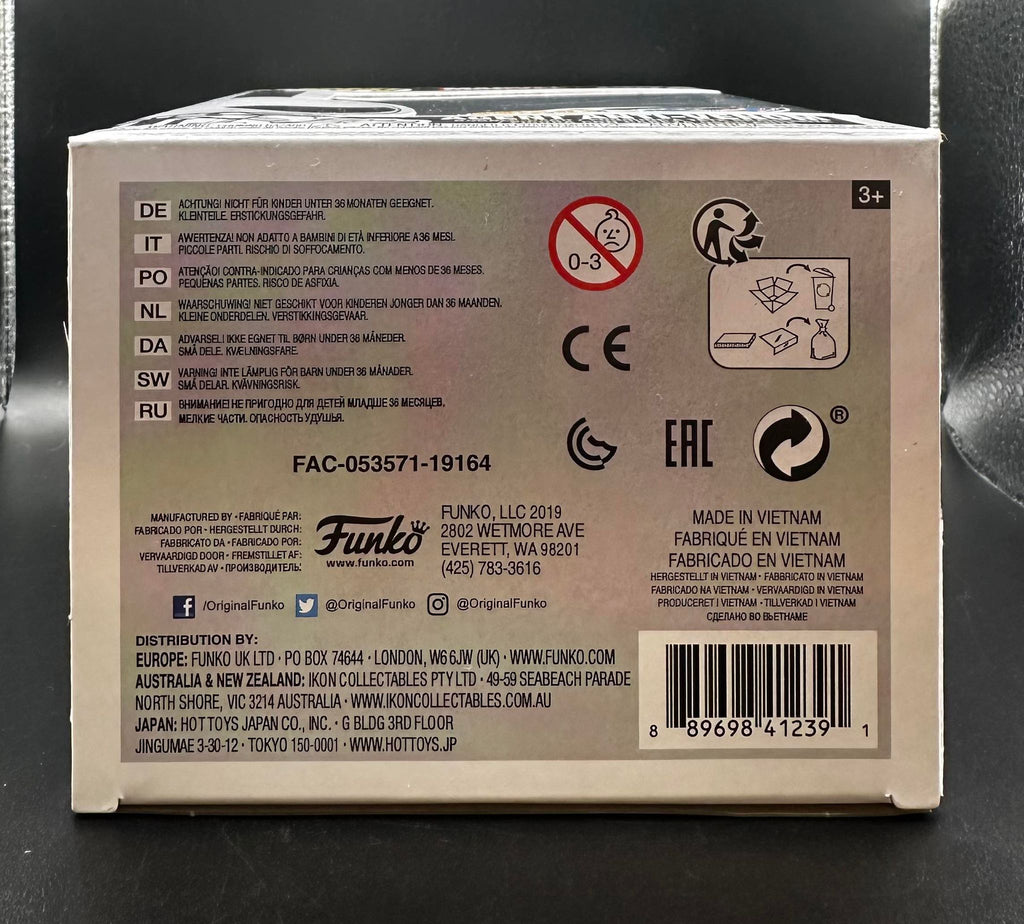 3+
DE ACHTUNG! NICHT FÜR KINDER UNTER 36 MONATEN GEEIGNET.
KLEINTEILE. ERSTICKUNGSGEFAHR.
IT AWERTENZA! NON ADATTO A BAMBINI DI ETÀ INFERIORE A 36 MESI.
PICCOLE PARTI. RISCHIO DI SOFFOCAMENTO.
PO ATENÇÃO! CONTRA-INDICADO PARA CRIANÇAS COM MENOS DE 36 MESES.
PEQUENAS PARTES. RISCO DE ASFIXIA.
NL WAARSCHUWING! NIET GESCHIKT VOOR KINDEREN JONGER DAN 36 MAANDEN.
KLEINE ONDERDELEN. VERSTIKKINGSGEVAAR.
DA ADVARSEL! IKKE EGNET TIL BØRN UNDER 36 MÅNEDER.
SMÅ DELE. KVÆLNINGSFARE.
SW VARNING! INTE LÄMPLIG FÖR BARN UNDER 36 MÅNADER.
SMÅ DELAR. KVÄVNINGSRISK.
RU ВНИМАНИЕ! НЕ ПРИГОДНО ДЛЯ ДЕТЕЙ МЛАДШЕ 36 МЕСЯЦЕВ.
МЕЛКИЕ ЧАСТИ. ОПАСНОСТЬ УДУШЬЯ.
0-3
CE
EAC
®
FAC-053571-19164
MANUFACTURED BY · FABRIQUÉ PAR:
FABRICADO POR · HERGESTELLT DURCH:
FABBRICATO DA · FABRICADO POR:
VERVAARDIGD DOOR · FREMSTILLET AF:
TILLVERKAD AV · ПРОИЗВОДИТЕЛЬ:
Funko
www.funko.com
FUNKO, LLC 2019
2802 WETMORE AVE
EVERETT, WA 98201
(425) 783-3616
MADE IN VIETNAM
FABRIQUÉ EN VIETNAM
FABRICADO EN VIETNAM
HERGESTELLT IN VIETNAM · FABBRICATO IN VIETNAM
FABRICADO NA VIETNAM · VERVAARDIGD IN VIETNAM
PRODUCERET I VIETNAM · TILLVERKAD I VIETNAM
СДЕЛАНО ВО ВЬЕТНАМЕ
/OriginalFunko @OriginalFunko @OriginalFunko
DISTRIBUTION BY:
EUROPE: FUNKO UK LTD · PO BOX 74644 · LONDON, W6 6JW (UK) · WWW.FUNKO.COM
AUSTRALIA & NEW ZEALAND: IKON COLLECTABLES PTY LTD · 49-59 SEABEACH PARADE
NORTH SHORE, VIC 3214 AUSTRALIA · WWW.IKONCOLLECTABLES.COM.AU
JAPAN: HOT TOYS JAPAN CO., INC. · G BLDG 3RD FLOOR
JINGUMAE 3-30-12 · TOKYO 150-0001 · WWW.HOTTOYS.JP
8 89698 41239 1